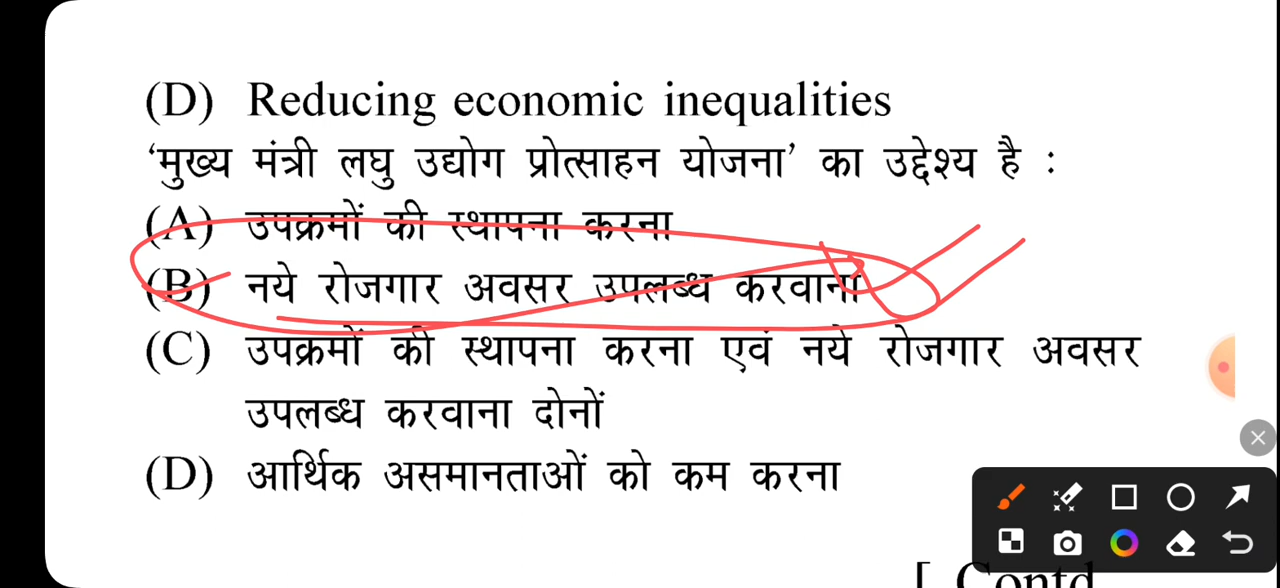 (D) Reducing economic inequalities
‘मुख्य मंत्री लघु उद्योग प्रोत्साहन योजना’ का उद्देश्य है :
(A) उपक्रमों की स्थापना करना
(B) नये रोजगार अवसर उपलब्ध करवाना
(C) उपक्रमों की स्थापना करना एवं नये रोजगार अवसर
उपलब्ध करवाना दोनों
(D) आर्थिक असमानताओं को कम करना
[ Contd